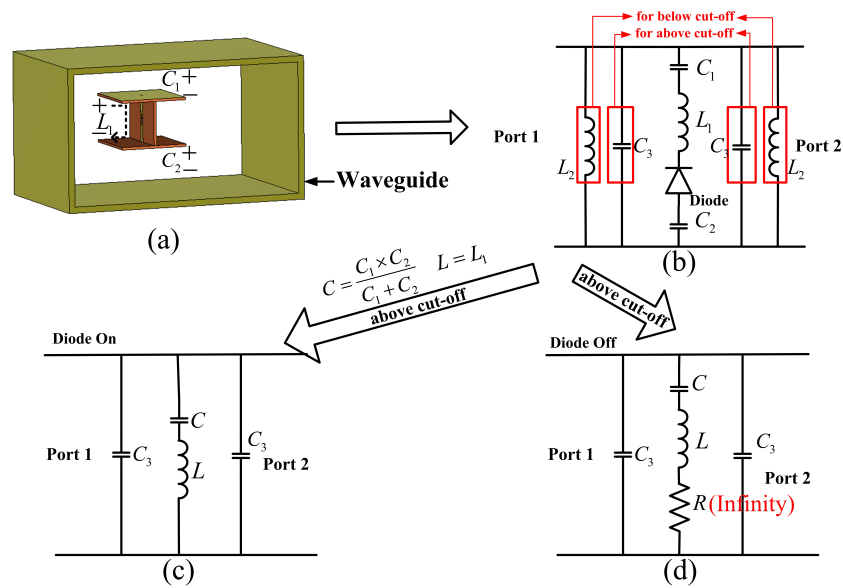 for below cut-off
for above cut-off
C₁ +
−
+
L₁
−
C₂ +
−
Waveguide
(a)
Port 1
C₁
L₁
L₂
C₃
C₃
L₂
Port 2
Diode
C₂
(b)
C = C₁ × C₂ / C₁ + C₂ L = L₁
above cut-off
above cut-off
Diode On
Port 1
C₃
C
L
C₃
Port 2
(c)
Diode Off
Port 1
C₃
C
L
R(Infinity)
C₃
Port 2
(d)